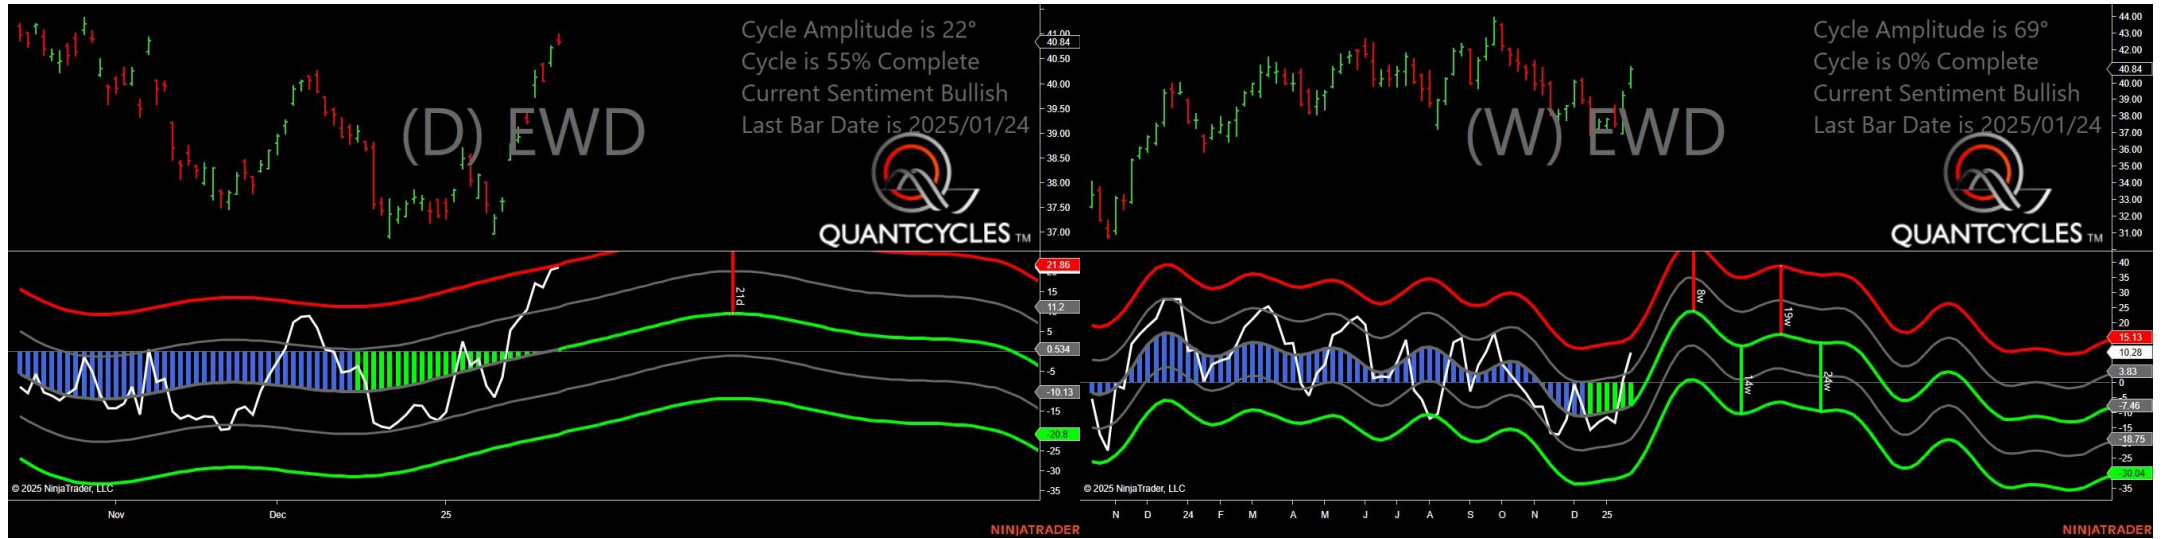 Cycle Amplitude is 22°
Cycle is 55% Complete
Current Sentiment Bullish
Last Bar Date is 2025/01/24
(D) EWD
QUANTCYCLES TM
41.00
40.84
40.50
40.00
39.50
39.00
38.50
38.00
37.50
37.00
21d
21.86
15
11.2
5
0.534
-5
-10.13
-15
-20.8
-25
-30
-35
© 2025 NinjaTrader, LLC
Nov
Dec
25
NINJATRADER
Cycle Amplitude is 69°
Cycle is 0% Complete
Current Sentiment Bullish
Last Bar Date is 2025/01/24
(W) EWD
QUANTCYCLES TM
44.00
43.00
42.00
40.84
40.00
39.00
38.00
37.00
36.00
35.00
34.00
33.00
32.00
31.00
8w
19w
14w
24w
40
35
30
25
20
15.13
10.28
3.83
0
-7.46
-10
-15
-18.75
-25
-30.04
-35
© 2025 NinjaTrader, LLC
N D 24 F M A M J J A S O N D 25
NINJATRADER